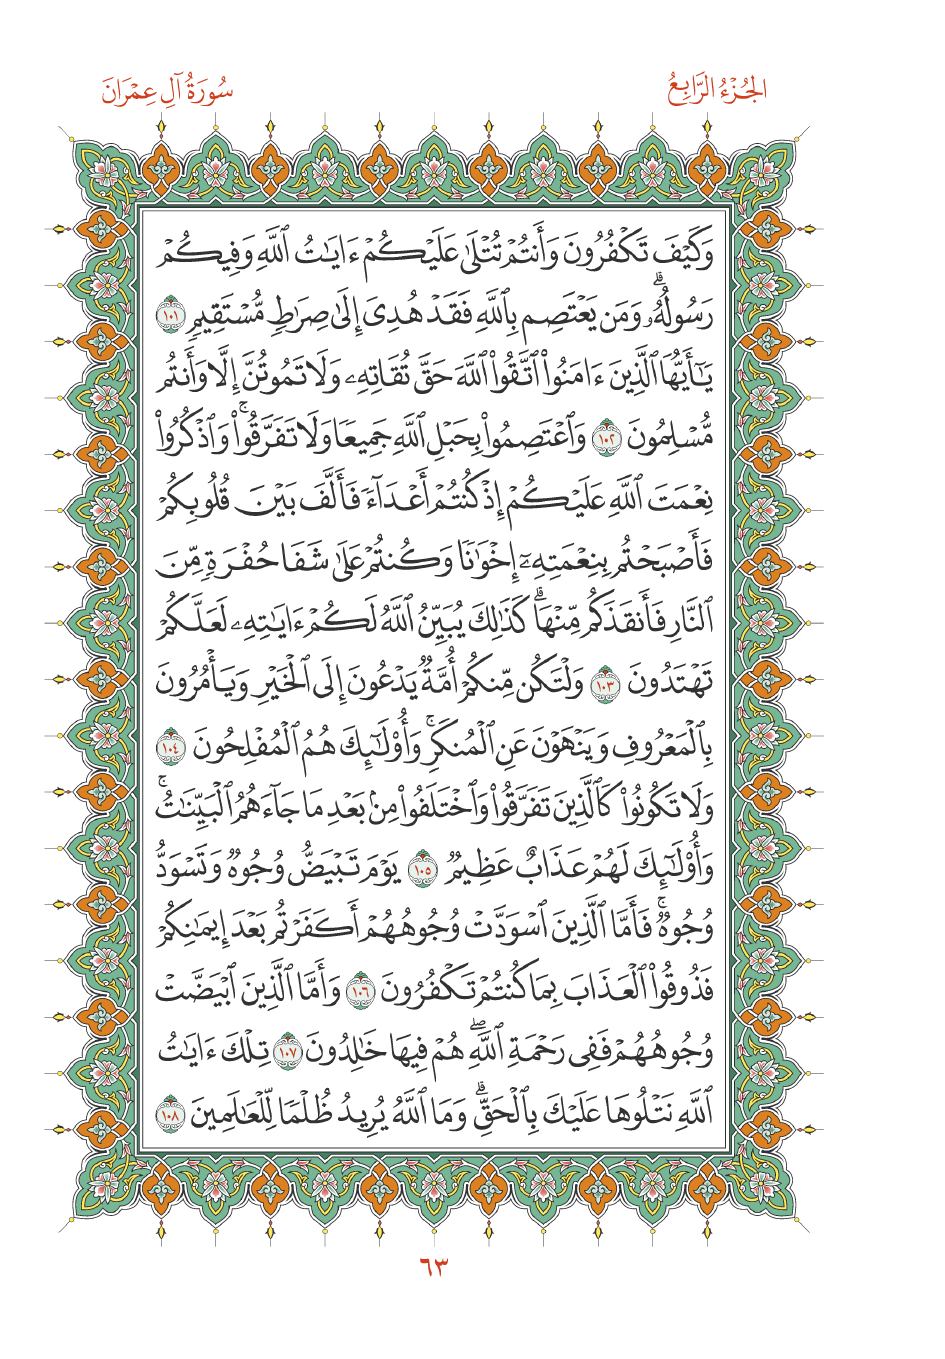 الجُزْءُ الرَّابِعُ
سُورَةُ آلِ عِمْرَانَ
وَكَيْفَ تَكْفُرُونَ وَأَنتُمْ تُتْلَىٰ عَلَيْكُمْ ءَايَٰتُ ٱللَّهِ وَفِيكُمْ
رَسُولُهُۥۗ وَمَن يَعْتَصِم بِٱللَّهِ فَقَدْ هُدِىَ إِلَىٰ صِرَٰطٍ مُّسْتَقِيمٍ ١٠١
يَٰٓأَيُّهَا ٱلَّذِينَ ءَامَنُوا۟ ٱتَّقُوا۟ ٱللَّهَ حَقَّ تُقَاتِهِۦ وَلَا تَمُوتُنَّ إِلَّا وَأَنتُم
مُّسْلِمُونَ ١٠٢ وَٱعْتَصِمُوا۟ بِحَبْلِ ٱللَّهِ جَمِيعًا وَلَا تَفَرَّقُوا۟ۚ وَٱذْكُرُوا۟
نِعْمَتَ ٱللَّهِ عَلَيْكُمْ إِذْ كُنتُمْ أَعْدَآءً فَأَلَّفَ بَيْنَ قُلُوبِكُمْ
فَأَصْبَحْتُم بِنِعْمَتِهِۦٓ إِخْوَٰنًا وَكُنتُمْ عَلَىٰ شَفَا حُفْرَةٍ مِّنَ
ٱلنَّارِ فَأَنقَذَكُم مِّنْهَاۗ كَذَٰلِكَ يُبَيِّنُ ٱللَّهُ لَكُمْ ءَايَٰتِهِۦ لَعَلَّكُمْ
تَهْتَدُونَ ١٠٣ وَلْتَكُن مِّنكُمْ أُمَّةٌ يَدْعُونَ إِلَى ٱلْخَيْرِ وَيَأْمُرُونَ
بِٱلْمَعْرُوفِ وَيَنْهَوْنَ عَنِ ٱلْمُنكَرِۚ وَأُو۟لَٰٓئِكَ هُمُ ٱلْمُفْلِحُونَ ١٠٤
وَلَا تَكُونُوا۟ كَٱلَّذِينَ تَفَرَّقُوا۟ وَٱخْتَلَفُوا۟ مِنۢ بَعْدِ مَا جَآءَهُمُ ٱلْبَيِّنَٰتُۚ
وَأُو۟لَٰٓئِكَ لَهُمْ عَذَابٌ عَظِيمٌ ١٠٥ يَوْمَ تَبْيَضُّ وُجُوهٌ وَتَسْوَدُّ
وُجُوهٌۚ فَأَمَّا ٱلَّذِينَ ٱسْوَدَّتْ وُجُوهُهُمْ أَكَفَرْتُم بَعْدَ إِيمَٰنِكُمْ
فَذُوقُوا۟ ٱلْعَذَابَ بِمَا كُنتُمْ تَكْفُرُونَ ١٠٦ وَأَمَّا ٱلَّذِينَ ٱبْيَضَّتْ
وُجُوهُهُمْ فَفِى رَحْمَةِ ٱللَّهِۖ هُمْ فِيهَا خَٰلِدُونَ ١٠٧ تِلْكَ ءَايَٰتُ
ٱللَّهِ نَتْلُوهَا عَلَيْكَ بِٱلْحَقِّۗ وَمَا ٱللَّهُ يُرِيدُ ظُلْمًا لِّلْعَٰلَمِينَ ١٠٨
٦٣